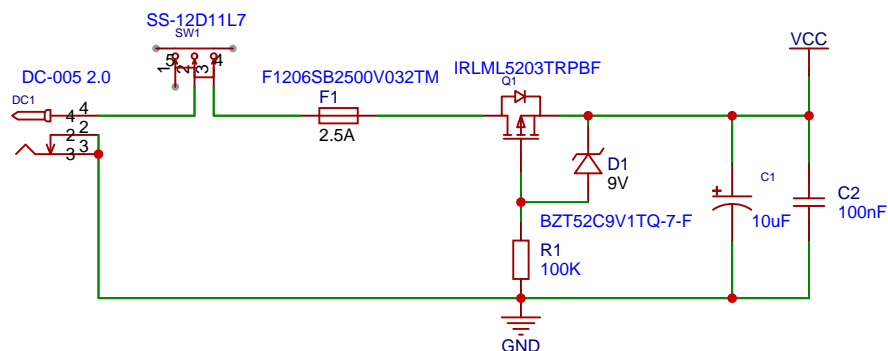 SS-12D11L7
SW1
5
4
1
2
3
VCC
DC-005 2.0
F1206SB2500V032TM
IRLML5203TRPBF
Q1
DC1
F1
4
4
2.5A
2
2
3
3
D1
9V
C1
C2
10uF
100nF
BZT52C9V1TQ-7-F
R1
100K
GND